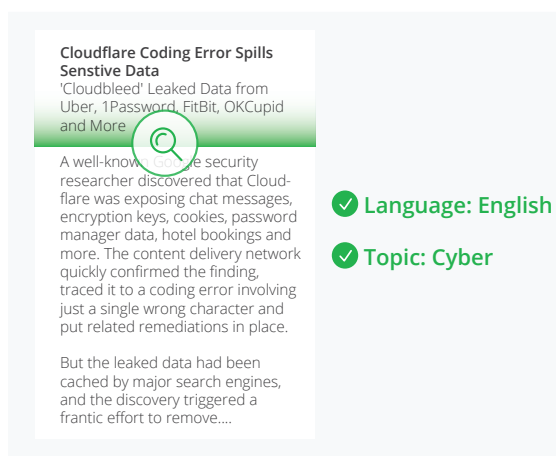 Cloudflare Coding Error Spills
Senstive Data
'Cloudbleed' Leaked Data from
Uber, 1Password, FitBit, OKCupid
and More
A well-known Google security
researcher discovered that Cloud-
flare was exposing chat messages,
encryption keys, cookies, password
manager data, hotel bookings and
more. The content delivery network
quickly confirmed the finding,
traced it to a coding error involving
just a single wrong character and
put related remediations in place.
But the leaked data had been
cached by major search engines,
and the discovery triggered a
frantic effort to remove....
Language: English
Topic: Cyber